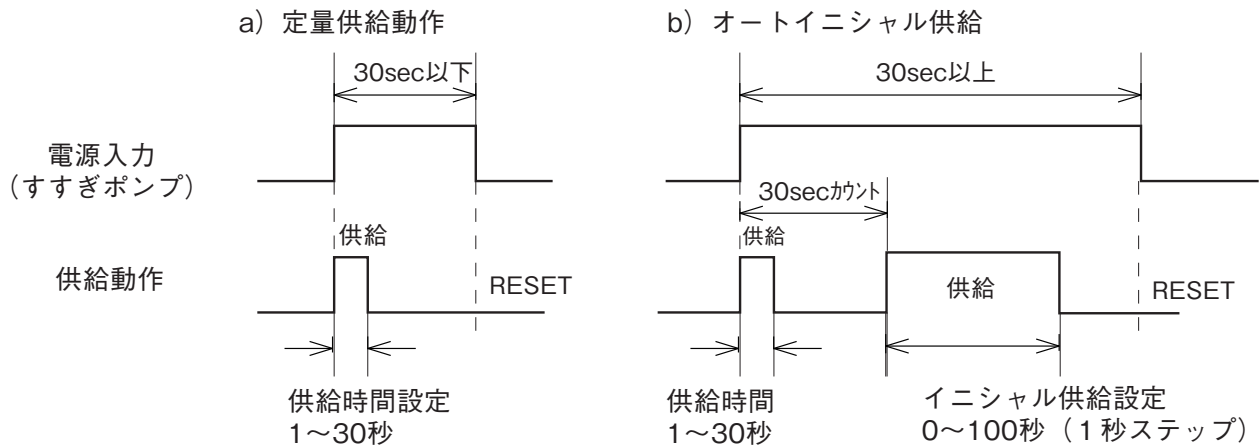 a）定量供給動作
b）オートイニシャル供給
30sec以下
30sec以上
電源入力
（すすぎポンプ）
30secｶｳﾝﾄ
供給
供給
供給動作
RESET
供給
RESET
供給時間設定
1～30秒
供給時間
1～30秒
イニシャル供給設定
0～100秒（1秒ステップ）